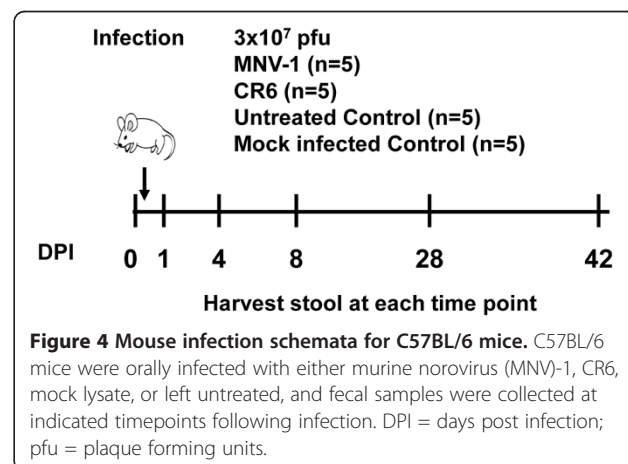 Infection 3x10⁷ pfu
MNV-1 (n=5)
CR6 (n=5)
Untreated Control (n=5)
Mock infected Control (n=5)
DPI 0 1 4 8 28 42
Harvest stool at each time point
Figure 4 Mouse infection schemata for C57BL/6 mice. C57BL/6
mice were orally infected with either murine norovirus (MNV)-1, CR6,
mock lysate, or left untreated, and fecal samples were collected at
indicated timepoints following infection. DPI = days post infection;
pfu = plaque forming units.